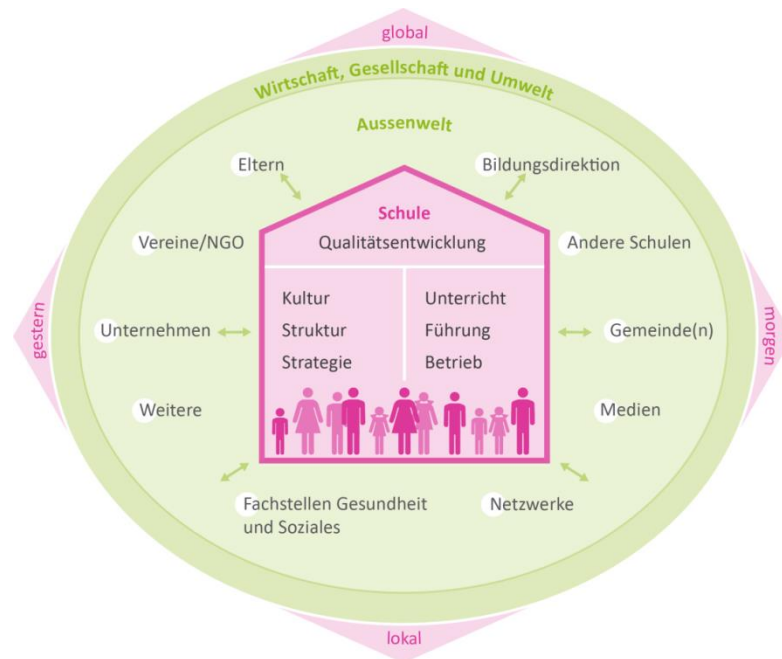 global
Wirtschaft, Gesellschaft und Umwelt
Aussenwelt
Eltern
Bildungsdirektion
Schule
Qualitätsentwicklung
Vereine/NGO
Andere Schulen
Kultur
Struktur
Strategie
Unterricht
Führung
Betrieb
gestern
Unternehmen
Gemeinde(n)
morgen
Weitere
Medien
Fachstellen Gesundheit
und Soziales
Netzwerke
lokal